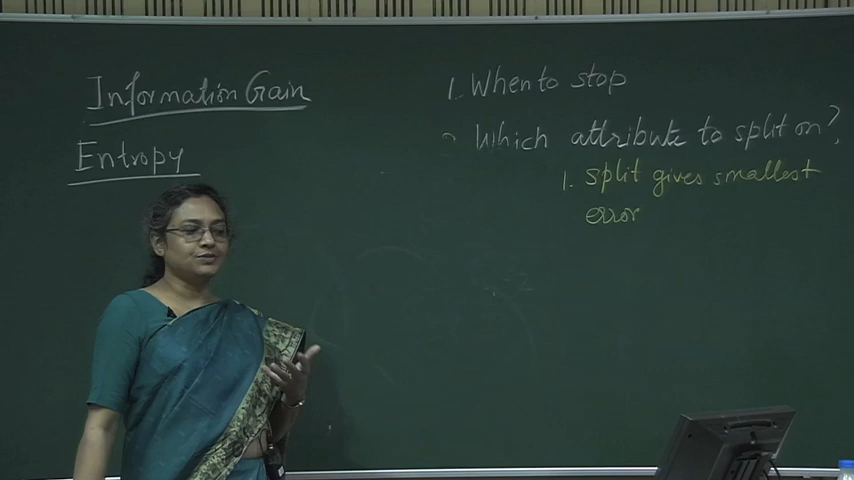 Information Gain
Entropy
1. When to stop
Which attribute to split on?
1. split gives smallest
error